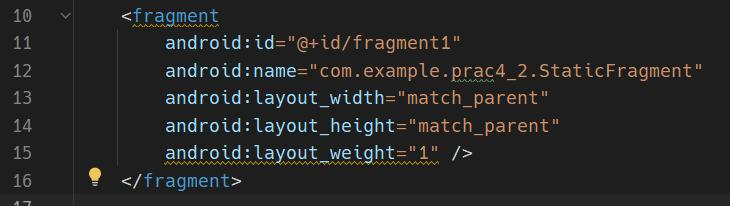 10 <fragment
11 android:id="@+id/fragment1"
12 android:name="com.example.prac4_2.StaticFragment"
13 android:layout_width="match_parent"
14 android:layout_height="match_parent"
15 android:layout_weight="1" />
16 </fragment>
17